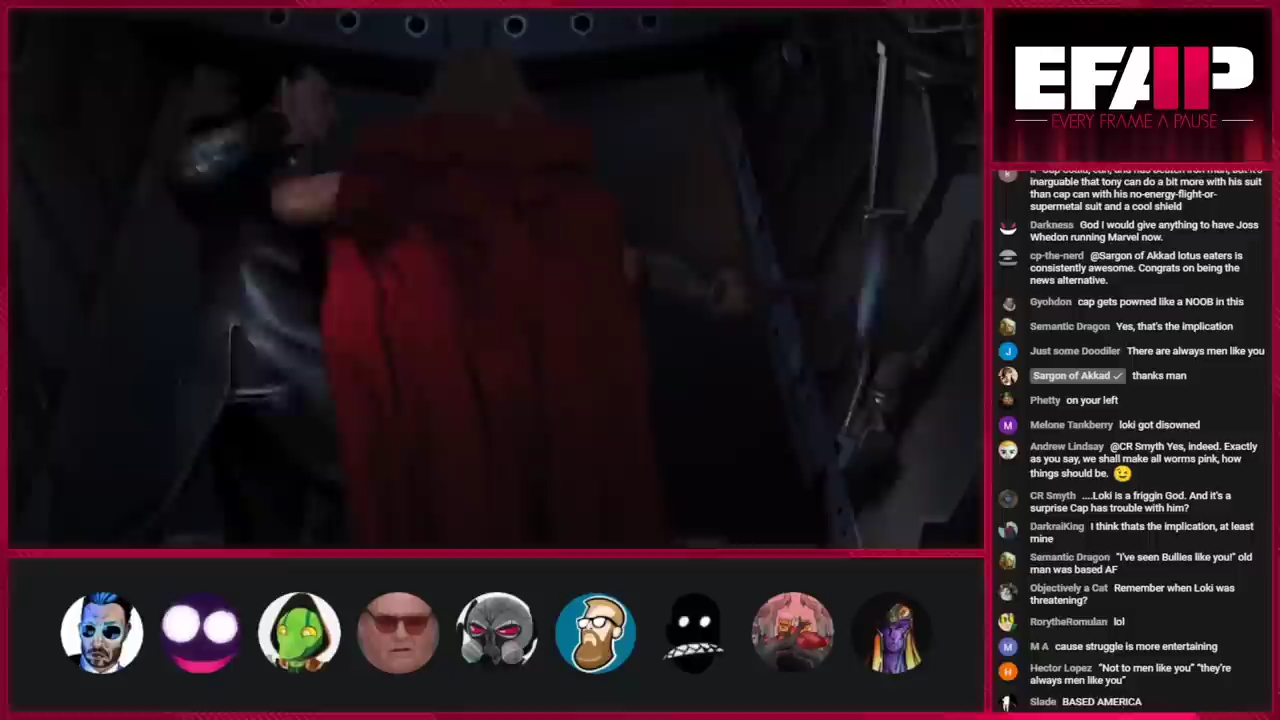 EFAP
EVERY FRAME A PAUSE
inarguable that tony can do a bit more with his suit
than cap can with his no-energy-flight-or-
supermetal suit and a cool shield
Darkness God I would give anything to have Joss
Whedon running Marvel now.
cp-the-nerd @Sargon of Akkad lotus eaters is
consistently awesome. Congrats on being the
news alternative.
Gyohdon cap gets powned like a NOOB in this
Semantic Dragon Yes, that's the implication
J Just some Doodiler There are always men like you
Sargon of Akkad ✓ thanks man
Phetty on your left
M Melone Tankberry loki got disowned
Andrew Lindsay @CR Smyth Yes, indeed. Exactly
as you say, we shall make all worms pink, how
things should be. 😉
CR Smyth ....Loki is a friggin God. And it's a
surprise Cap has trouble with him?
DarkraiKing I think thats the implication, at least
mine
Semantic Dragon "I've seen Bullies like you!" old
man was based AF
Objectively a Cat Remember when Loki was
threatening?
RorytheRomulan lol
M M A cause struggle is more entertaining
H Hector Lopez "Not to men like you" "they're
always men like you"
Slade BASED AMERICA